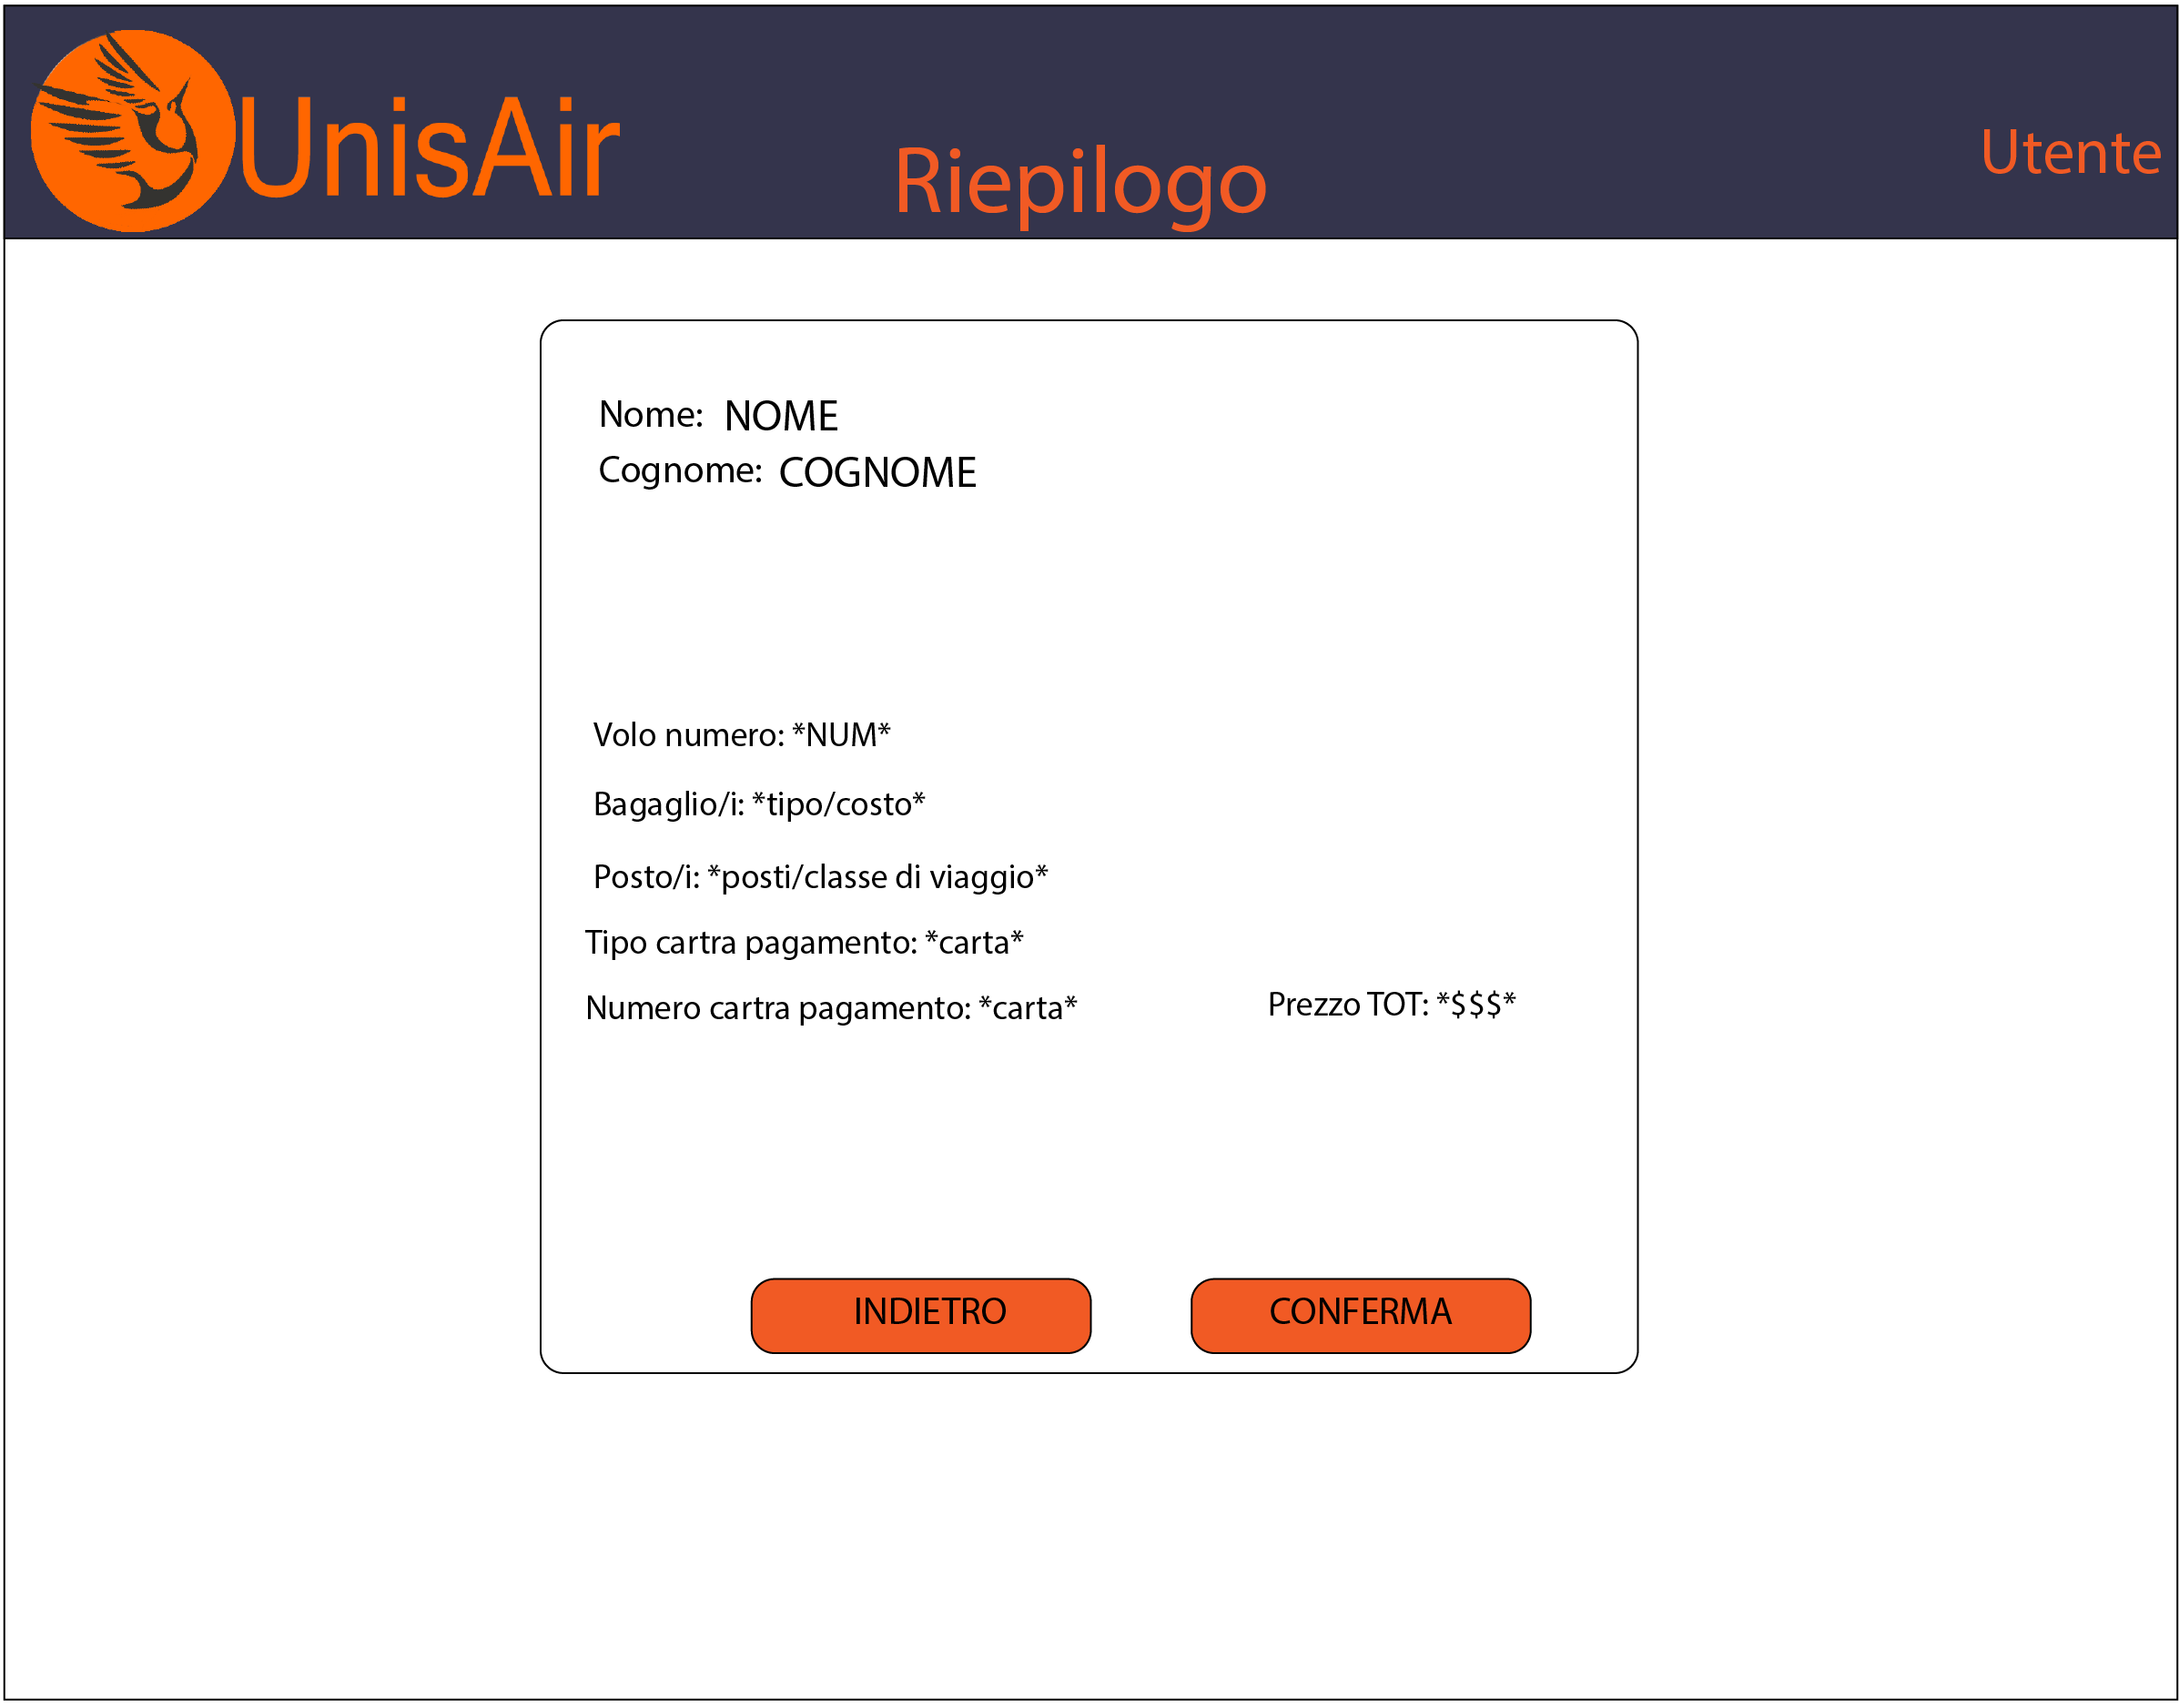 UnisAir
Riepilogo
Utente
Nome: NOME
Cognome: COGNOME
Volo numero: *NUM*
Bagaglio/i: *tipo/costo*
Posto/i: *posti/classe di viaggio*
Tipo cartra pagamento: *carta*
Numero cartra pagamento: *carta*
Prezzo TOT: *$$$*
INDIETRO
CONFERMA